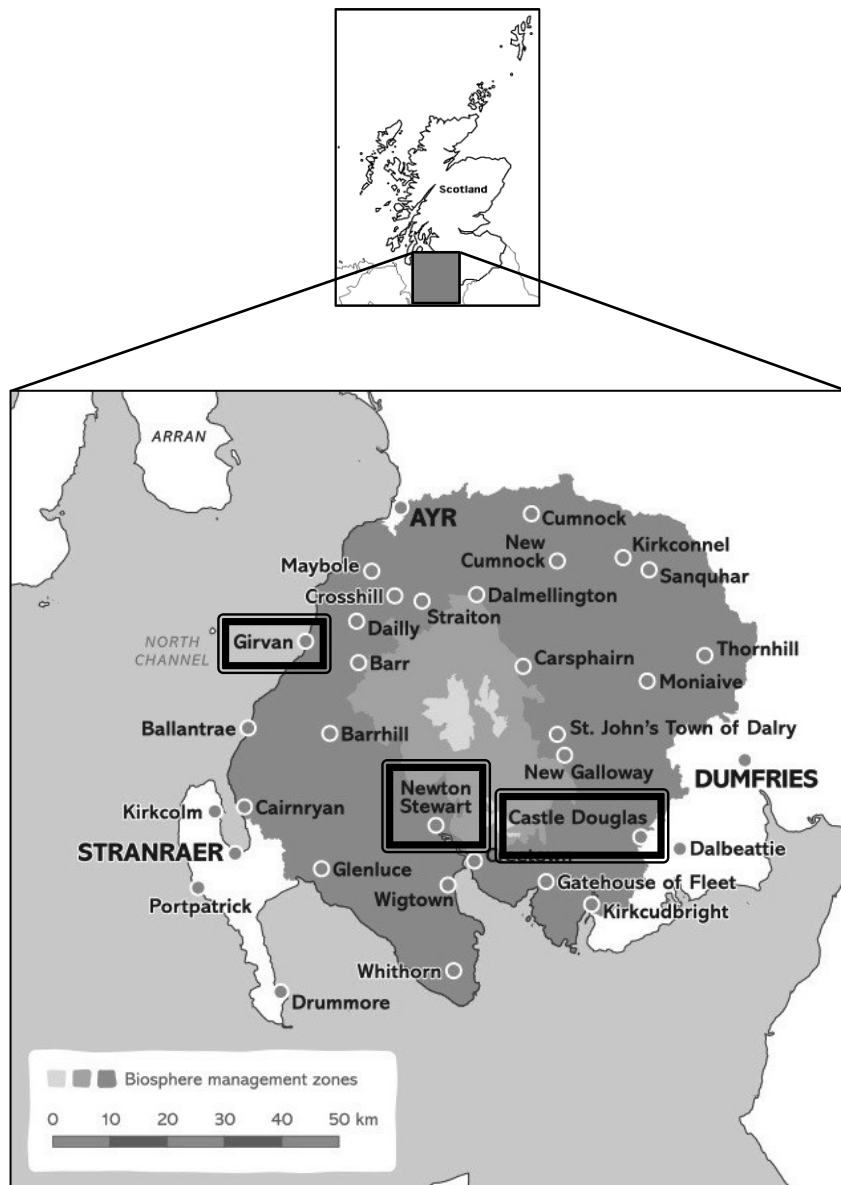 Scotland
ARRAN
AYR
Cumnock
New
Cumnock
Kirkconnel
Sanquhar
Maybole
Crosshill
Straiton
Dalmellington
Dailly
Girvan
NORTH
CHANNEL
Barr
Carsphairn
Thornhill
Moniaive
Ballantrae
Barrhill
St. John's Town of Dalry
New Galloway
DUMFRIES
Newton
Stewart
Castle Douglas
Kirkcolm
Cairnryan
STRANRAER
Dalbeattie
Glenluce
Wigtown
Gatehouse of Fleet
Portpatrick
Kirkcudbright
Whithorn
Drummore
Biosphere management zones
0 10 20 30 40 50 km